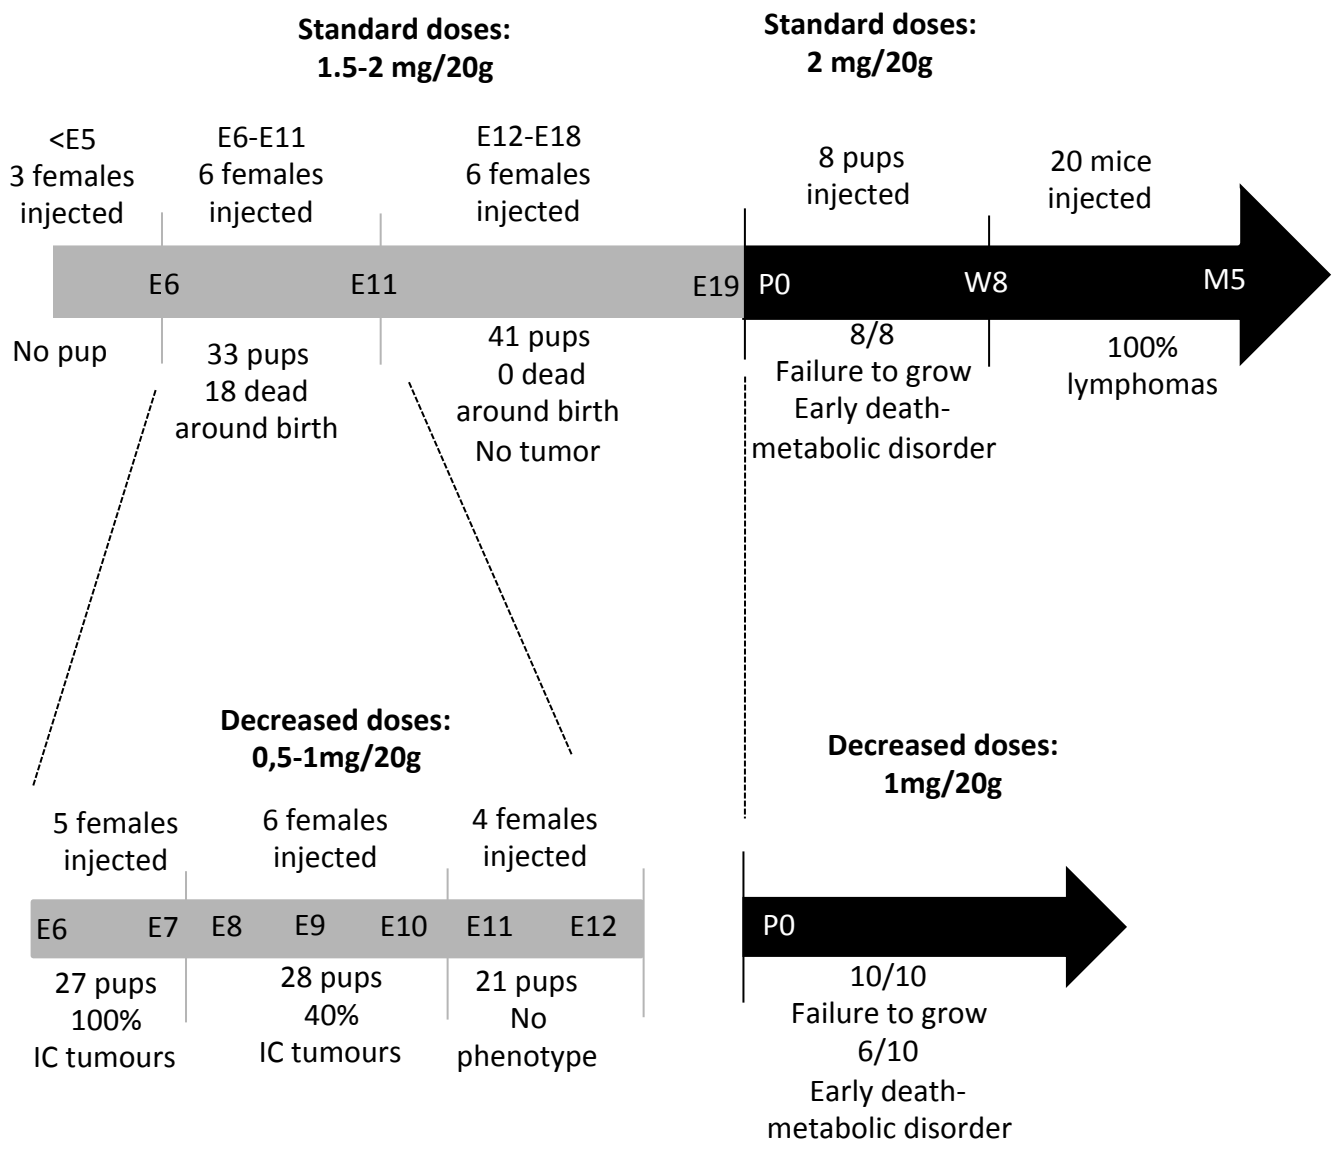 Standard doses:
1.5-2 mg/20g
Standard doses:
2 mg/20g
<E5
3 females
injected
E6-E11
6 females
injected
E12-E18
6 females
injected
8 pups
injected
20 mice
injected
E6
E11
E19
P0
W8
M5
No pup
33 pups
18 dead
around birth
41 pups
0 dead
around birth
No tumor
8/8
Failure to grow
Early death-
metabolic disorder
100%
lymphomas
Decreased doses:
0,5-1mg/20g
5 females
injected
6 females
injected
4 females
injected
E6
E7
E8
E9
E10
E11
E12
27 pups
100%
IC tumours
28 pups
40%
IC tumours
21 pups
No
phenotype
Decreased doses:
1mg/20g
P0
10/10
Failure to grow
6/10
Early death-
metabolic disorder